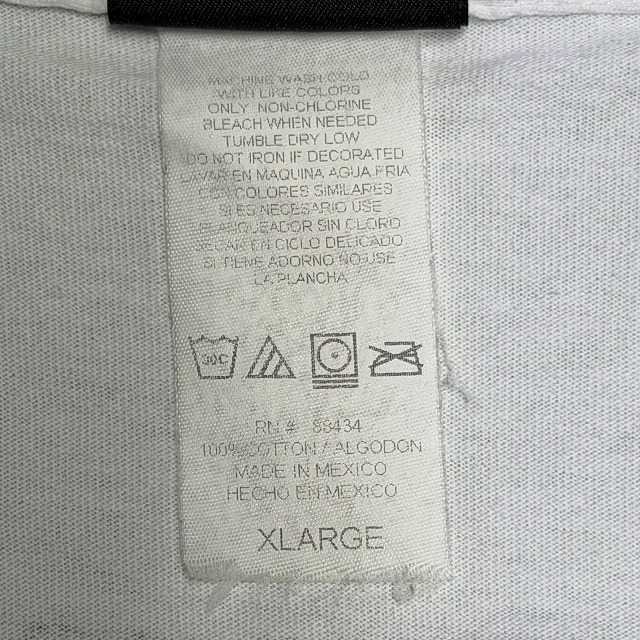 MACHINE WASH COLD
WITH LIKE COLORS
ONLY NON-CHLORINE
BLEACH WHEN NEEDED
TUMBLE DRY LOW
DO NOT IRON IF DECORATED
LAVAR EN MAQUINA AGUA FRIA
CON COLORES SIMILARES
SI ES NECESARIO USE
BLANQUEADOR SIN CLORO
SECAR EN CICLO DELICADO
SI TIENE ADORNO NO USE
LA PLANCHA
30C
RN # 88434
100% COTTON / ALGODON
MADE IN MEXICO
HECHO EN MEXICO
XLARGE